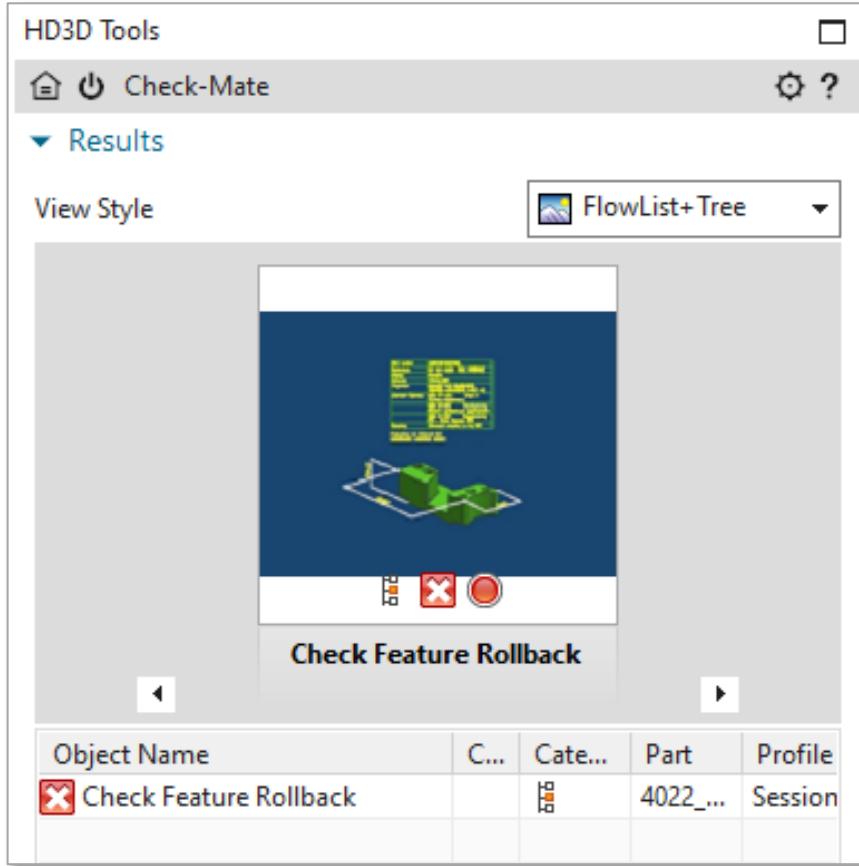 HD3D Tools
Check-Mate
?
Results
View Style
FlowList+Tree
Check Feature Rollback
Object Name C... Cate... Part Profile
Check Feature Rollback 4022_... Session